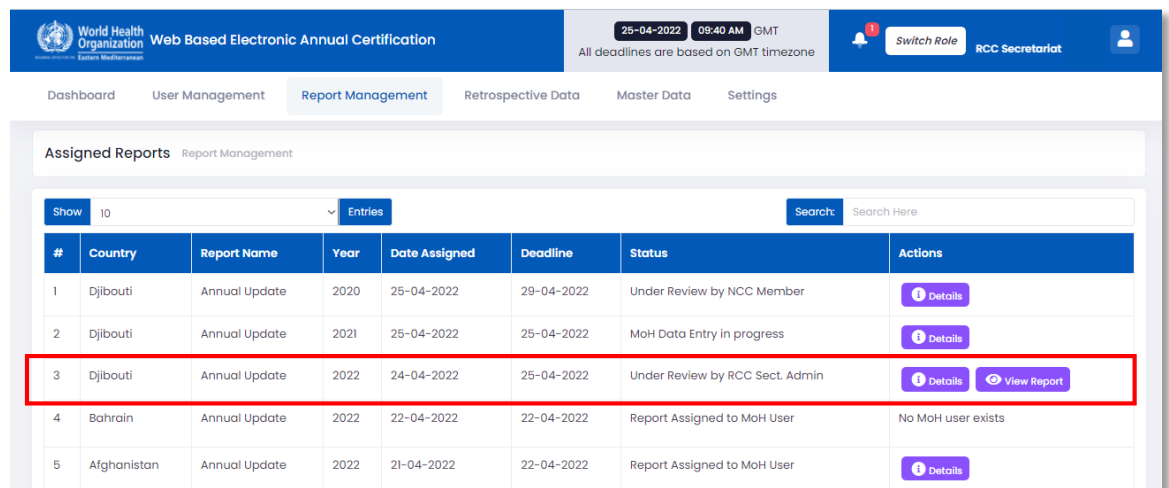 World Health
Organization
Eastern Mediterranean
Web Based Electronic Annual Certification
25-04-2022 09:40 AM GMT
All deadlines are based on GMT timezone
1
Switch Role
RCC Secretariat
Dashboard User Management Report Management Retrospective Data Master Data Settings
Assigned Reports Report Management
Show 10 Entries Search: Search Here
# Country Report Name Year Date Assigned Deadline Status Actions
1 Djibouti Annual Update 2020 25-04-2022 29-04-2022 Under Review by NCC Member Details
2 Djibouti Annual Update 2021 25-04-2022 25-04-2022 MoH Data Entry in progress Details
3 Djibouti Annual Update 2022 24-04-2022 25-04-2022 Under Review by RCC Sect. Admin Details View Report
4 Bahrain Annual Update 2022 22-04-2022 22-04-2022 Report Assigned to MoH User No MoH user exists
5 Afghanistan Annual Update 2022 21-04-2022 22-04-2022 Report Assigned to MoH User Details